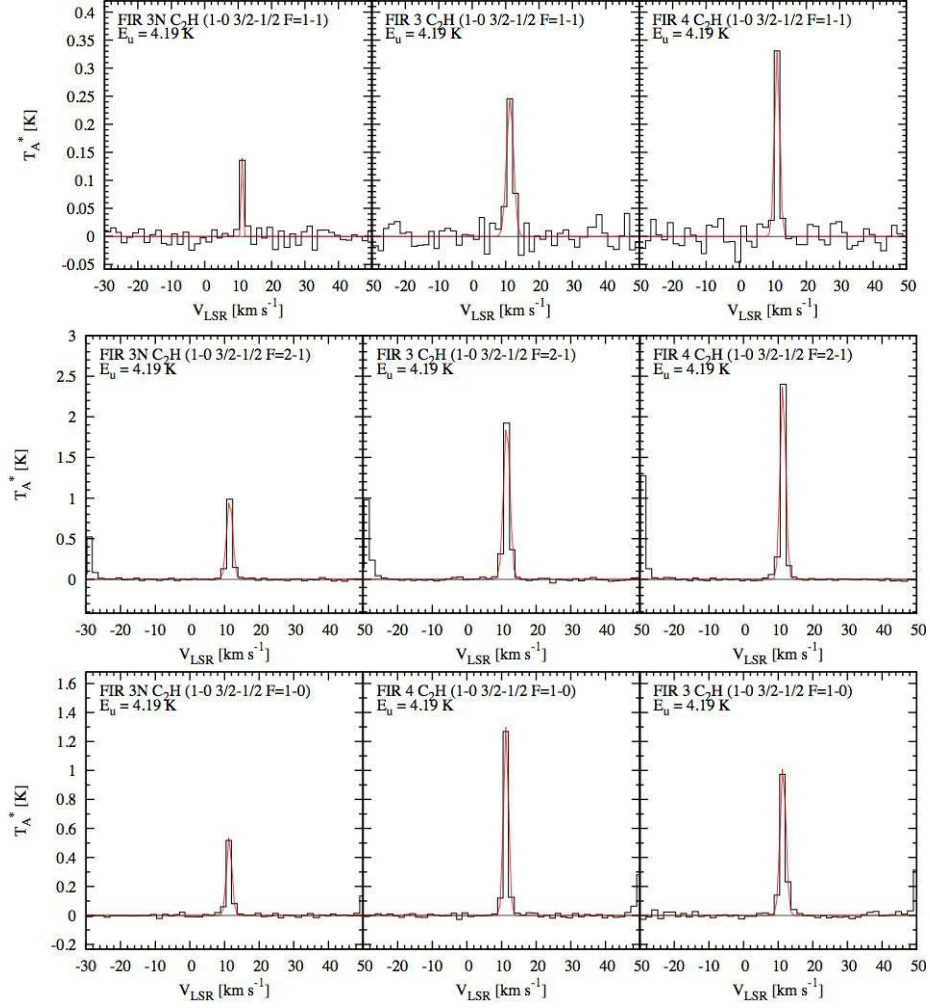 FIR 3N C₂H (1-0 3/2-1/2 F=1-1)
Eᵤ = 4.19 K
FIR 3 C₂H (1-0 3/2-1/2 F=1-1)
Eᵤ = 4.19 K
FIR 4 C₂H (1-0 3/2-1/2 F=1-1)
Eᵤ = 4.19 K
0.4
0.35
0.3
0.25
0.2
0.15
0.1
0.05
0
-0.05
T_A* [K]
-30 -20 -10 0 10 20 30 40 50
-20 -10 0 10 20 30 40 50
-20 -10 0 10 20 30 40 50
V_LSR [km s⁻¹]
V_LSR [km s⁻¹]
V_LSR [km s⁻¹]
FIR 3N C₂H (1-0 3/2-1/2 F=2-1)
Eᵤ = 4.19 K
FIR 3 C₂H (1-0 3/2-1/2 F=2-1)
Eᵤ = 4.19 K
FIR 4 C₂H (1-0 3/2-1/2 F=2-1)
Eᵤ = 4.19 K
3
2.5
2
1.5
1
0.5
0
T_A* [K]
-30 -20 -10 0 10 20 30 40 50
-20 -10 0 10 20 30 40 50
-20 -10 0 10 20 30 40 50
V_LSR [km s⁻¹]
V_LSR [km s⁻¹]
V_LSR [km s⁻¹]
FIR 3N C₂H (1-0 3/2-1/2 F=1-0)
Eᵤ = 4.19 K
FIR 4 C₂H (1-0 3/2-1/2 F=1-0)
Eᵤ = 4.19 K
FIR 3 C₂H (1-0 3/2-1/2 F=1-0)
Eᵤ = 4.19 K
1.6
1.4
1.2
1
0.8
0.6
0.4
0.2
0
-0.2
T_A* [K]
-30 -20 -10 0 10 20 30 40 50
-20 -10 0 10 20 30 40 50
-20 -10 0 10 20 30 40 50
V_LSR [km s⁻¹]
V_LSR [km s⁻¹]
V_LSR [km s⁻¹]